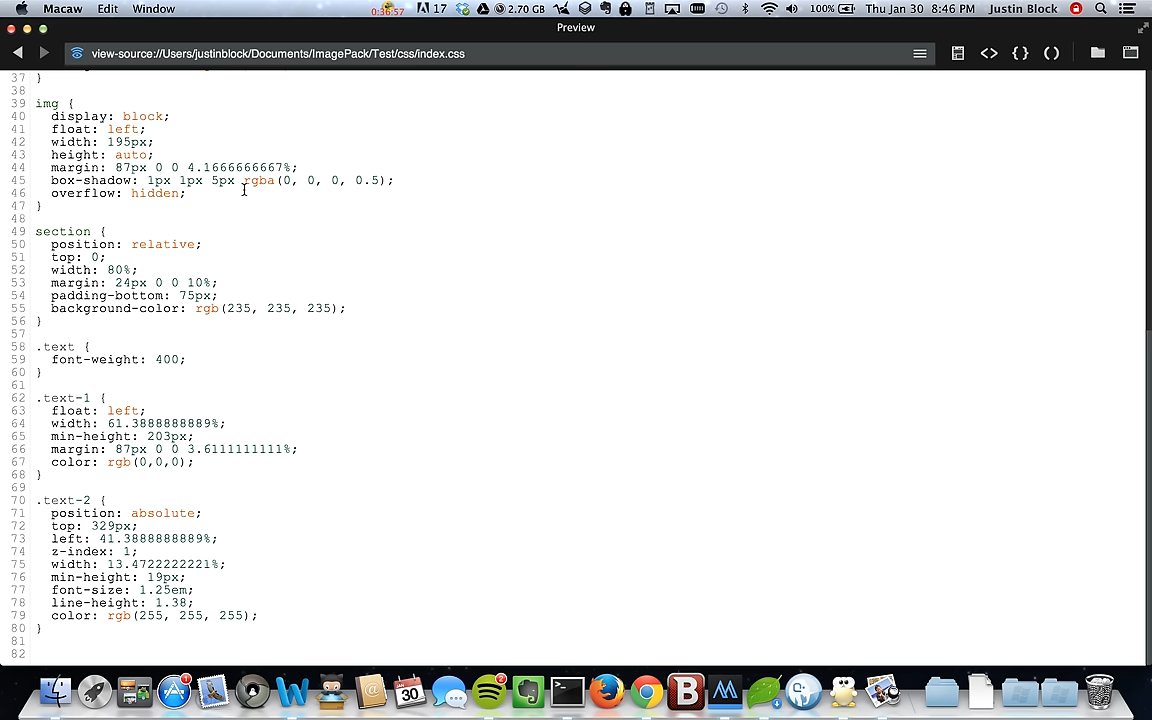 Macaw Edit Window
0:36:57 17 2.70 GB 100% Thu Jan 30 8:46 PM Justin Block
Preview
view-source://Users/justinblock/Documents/ImagePack/Test/css/index.css
37 }
38
39 img {
40 display: block;
41 float: left;
42 width: 195px;
43 height: auto;
44 margin: 87px 0 0 4.1666666667%;
45 box-shadow: 1px 1px 5px rgba(0, 0, 0, 0.5);
46 overflow: hidden;
47 }
48
49 section {
50 position: relative;
51 top: 0;
52 width: 80%;
53 margin: 24px 0 0 10%;
54 padding-bottom: 75px;
55 background-color: rgb(235, 235, 235);
56 }
57
58 .text {
59 font-weight: 400;
60 }
61
62 .text-1 {
63 float: left;
64 width: 61.3888888889%;
65 min-height: 203px;
66 margin: 87px 0 0 3.6111111111%;
67 color: rgb(0,0,0);
68 }
69
70 .text-2 {
71 position: absolute;
72 top: 329px;
73 left: 41.3888888889%;
74 z-index: 1;
75 width: 13.4722222221%;
76 min-height: 19px;
77 font-size: 1.25em;
78 line-height: 1.38;
79 color: rgb(255, 255, 255);
80 }
81
82